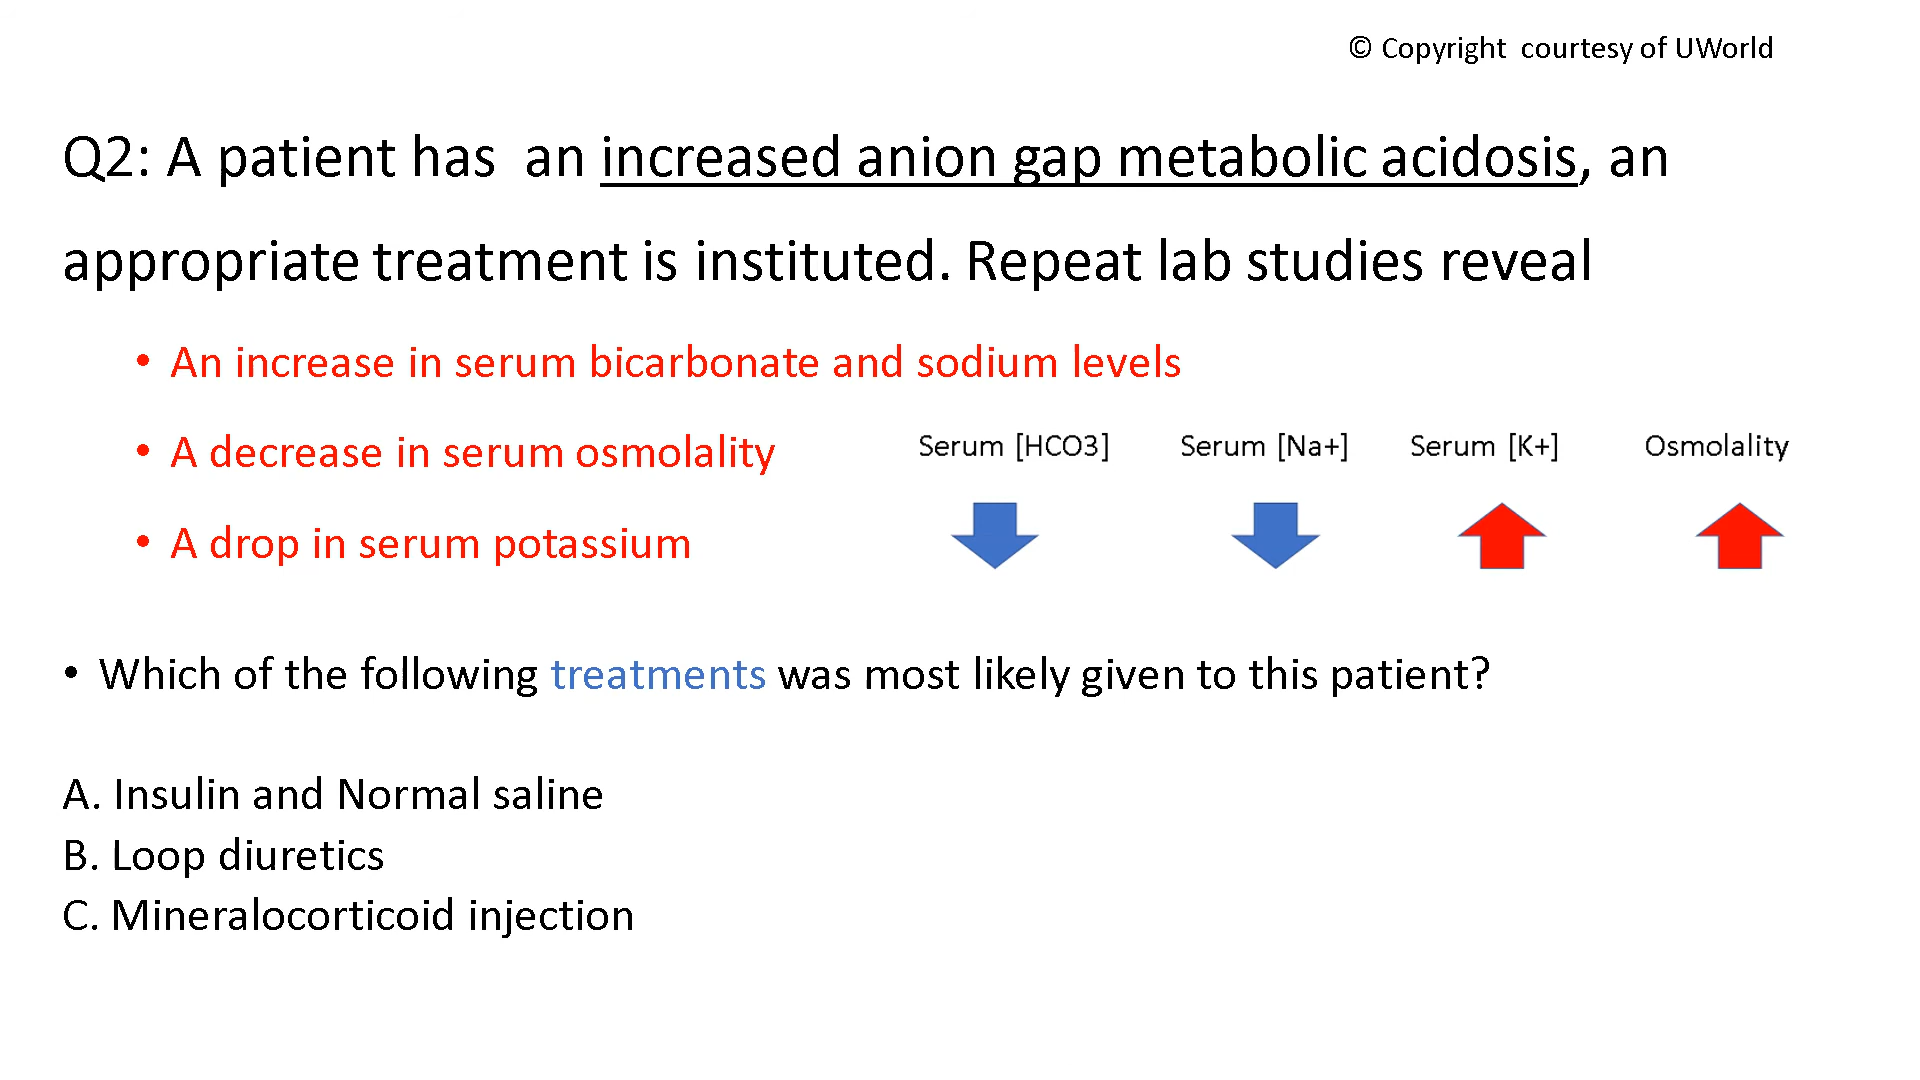 © Copyright courtesy of UWorld
Q2: A patient has an increased anion gap metabolic acidosis, an
appropriate treatment is instituted. Repeat lab studies reveal
• An increase in serum bicarbonate and sodium levels
• A decrease in serum osmolality
Serum [HCO3] Serum [Na+] Serum [K+] Osmolality
• A drop in serum potassium
• Which of the following treatments was most likely given to this patient?
A. Insulin and Normal saline
B. Loop diuretics
C. Mineralocorticoid injection